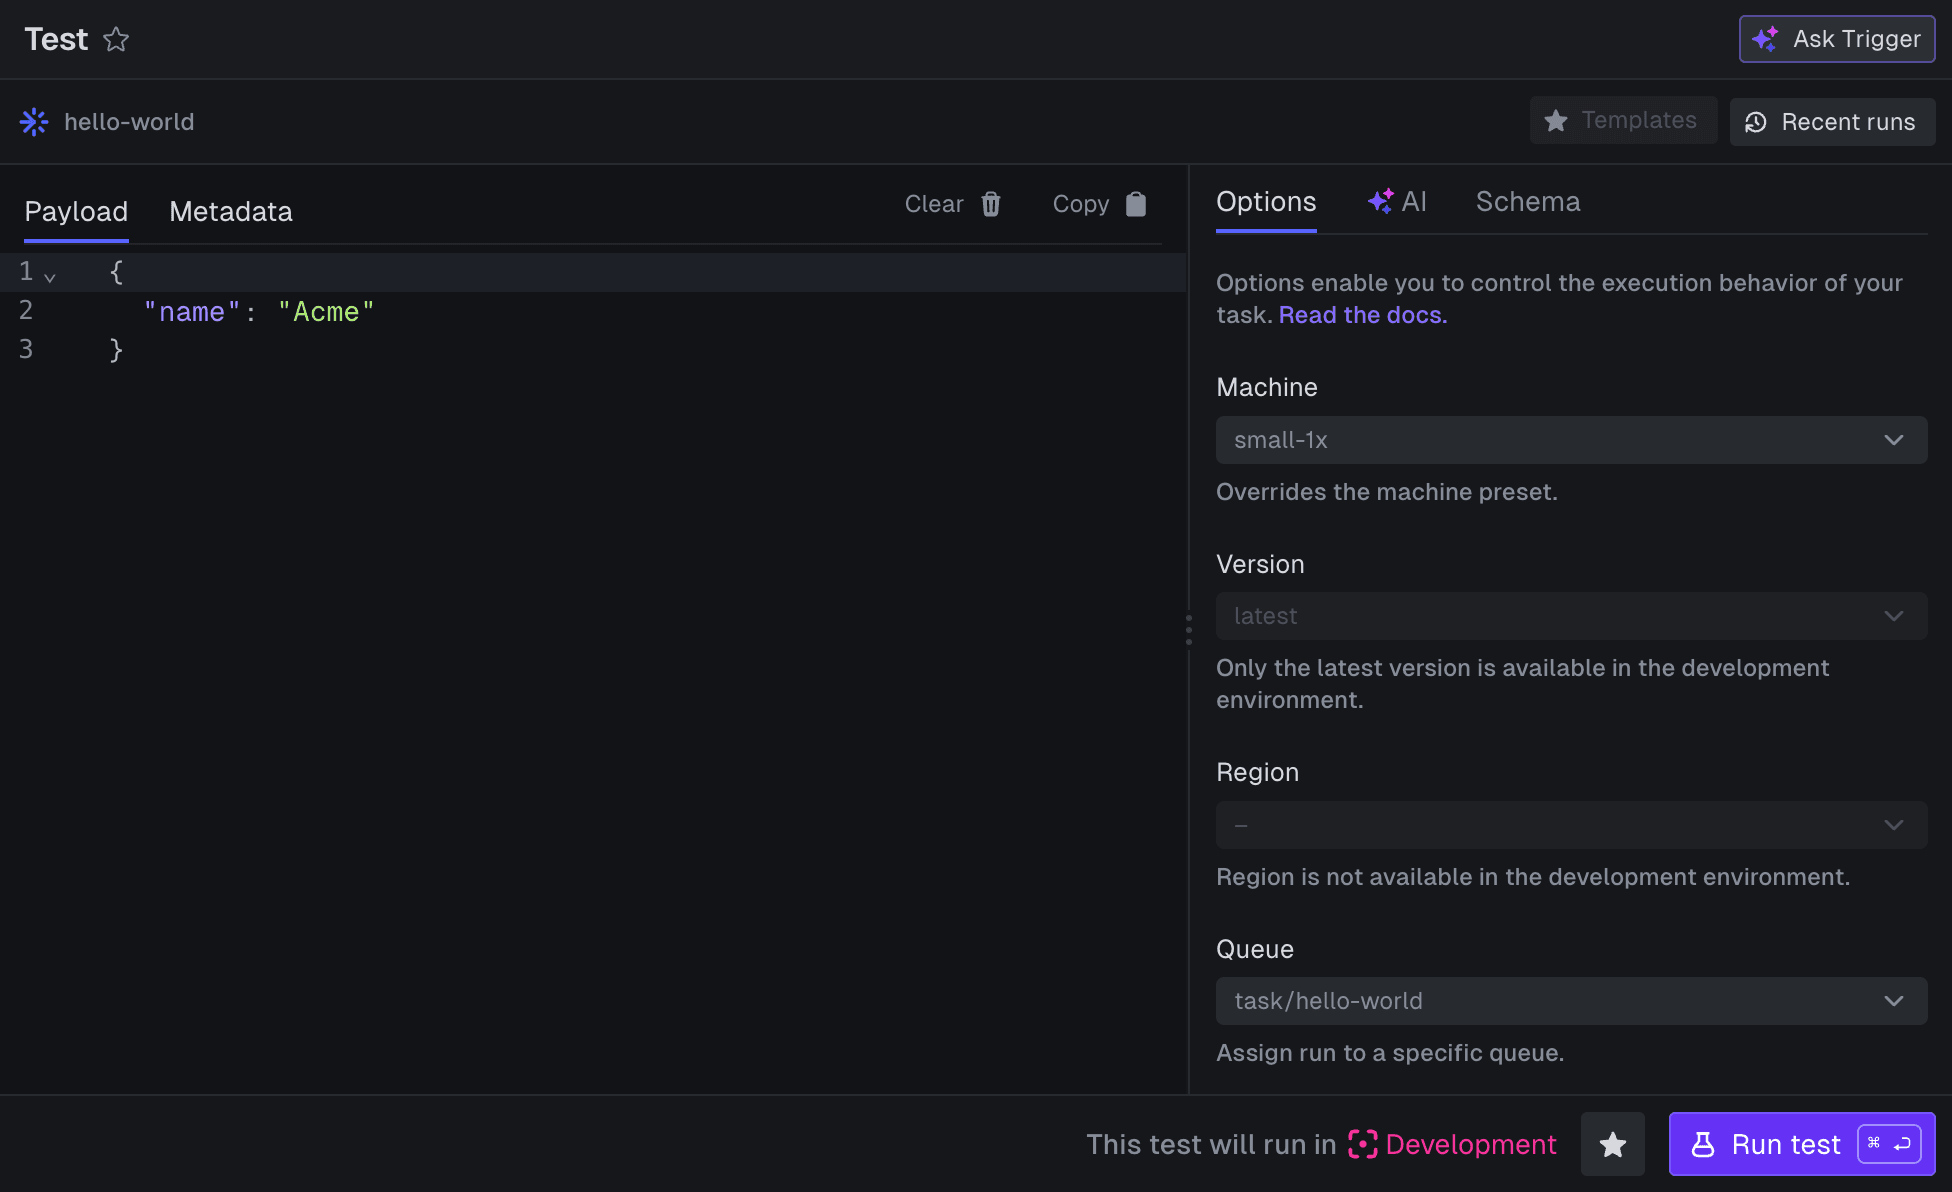 Test
Ask Trigger
hello-world
Templates
Recent runs
Payload
Metadata
Clear
Copy
1 {
2 "name": "Acme"
3 }
Options
AI
Schema
Options enable you to control the execution behavior of your
task. Read the docs.
Machine
small-1x
Overrides the machine preset.
Version
latest
Only the latest version is available in the development
environment.
Region
–
Region is not available in the development environment.
Queue
task/hello-world
Assign run to a specific queue.
This test will run in Development
Run test ⌘ ⏎